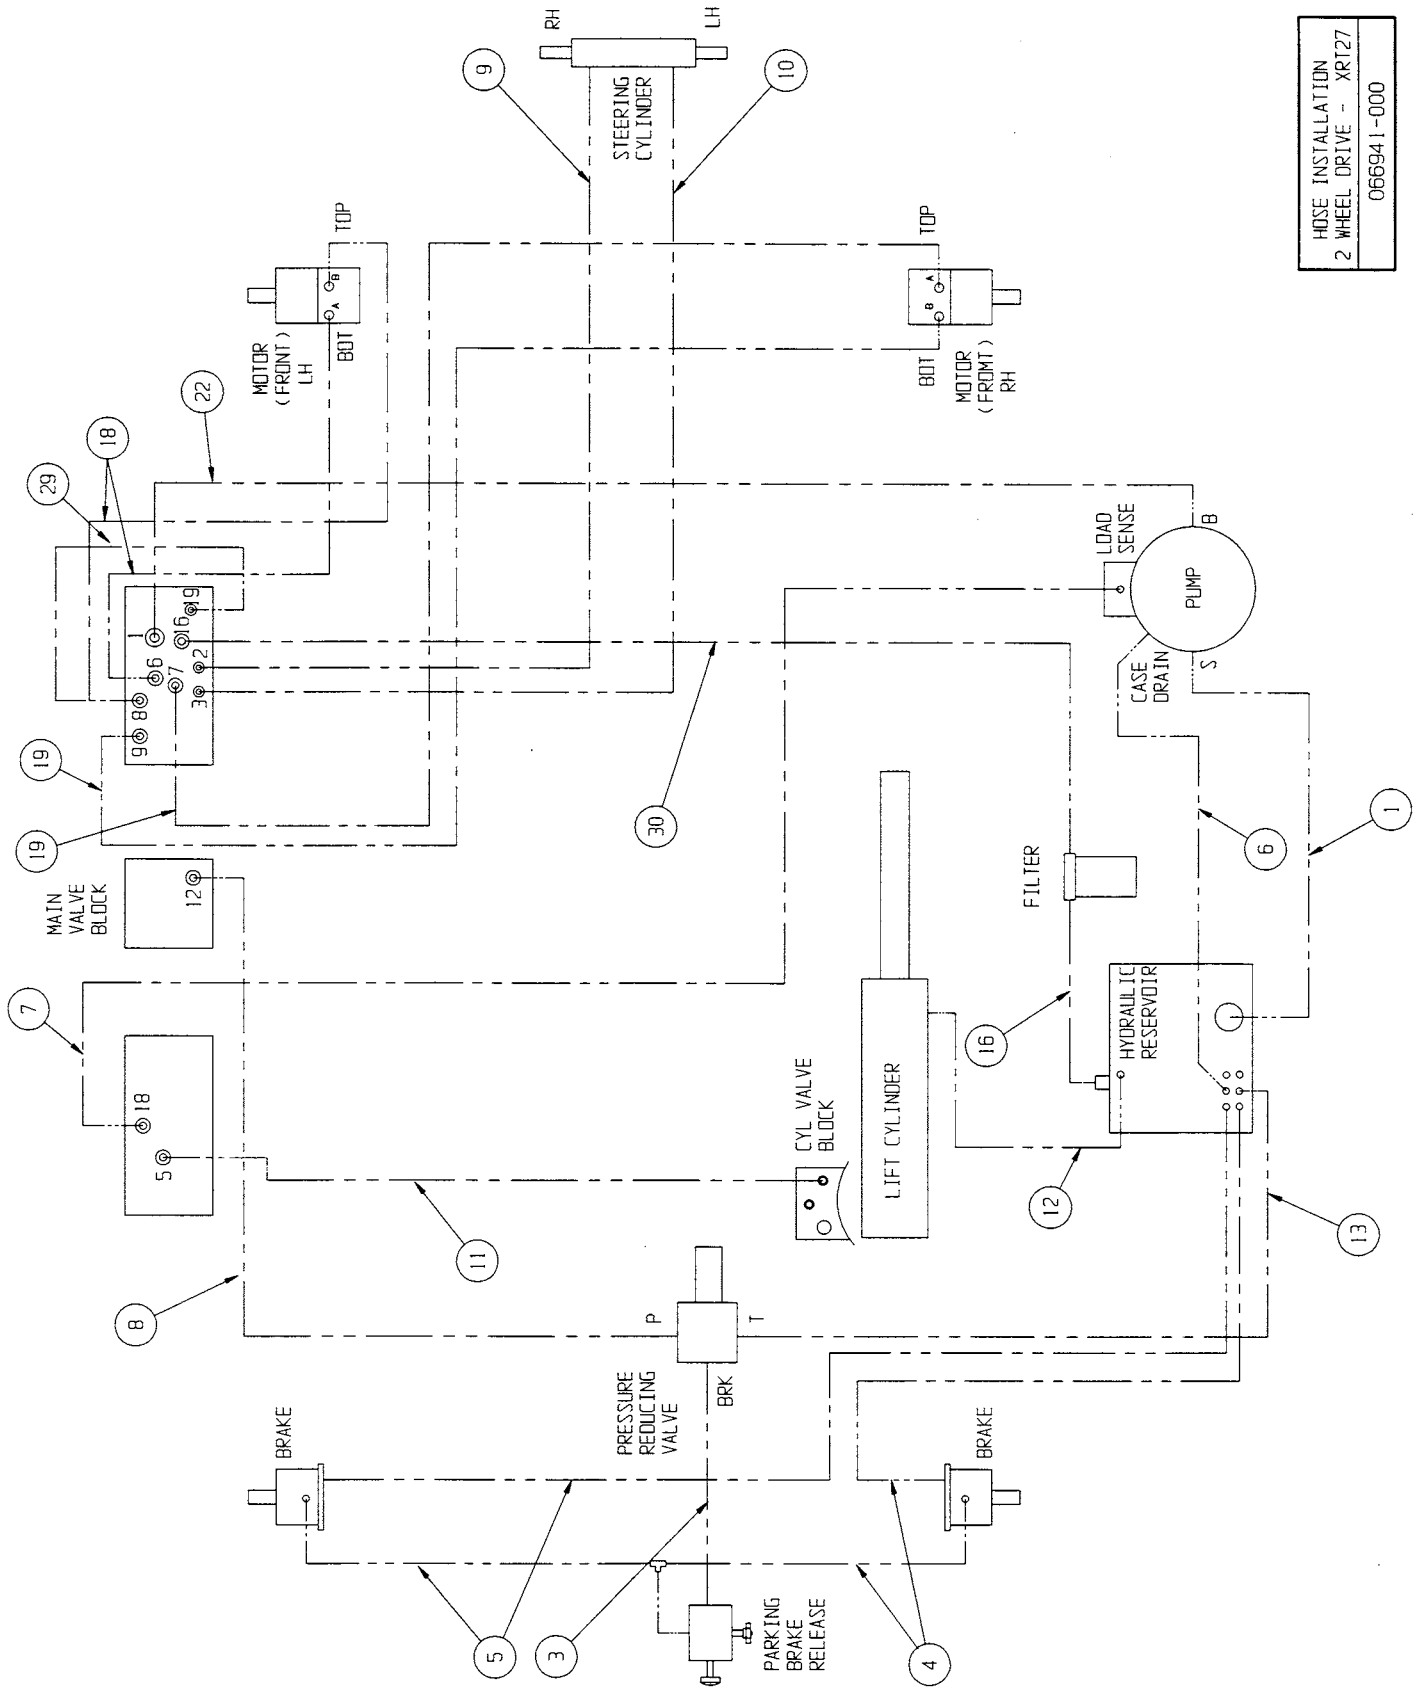 7
19
19
29
MAIN
VALVE
BLOCK
18
8
18
5
12
9
8
6
7
3
2
1
16
19
22
BRAKE
MOTOR
(FRONT)
LH
A
B
BOT
TOP
11
9
RH
5
3
PRESSURE
REDUCING
VALVE
P
T
BRK
30
STEERING
CYLINDER
LH
10
PARKING
BRAKE
RELEASE
CYL VALVE
BLOCK
LIFT CYLINDER
4
BRAKE
16
12
BOT
TOP
B
A
MOTOR
(FROMT)
RH
FILTER
LOAD
SENSE
HYDRAULIC
RESERVOIR
CASE
DRAIN
PUMP
S
B
6
13
1
HOSE INSTALLATION
2 WHEEL DRIVE - XRT27
066941-000